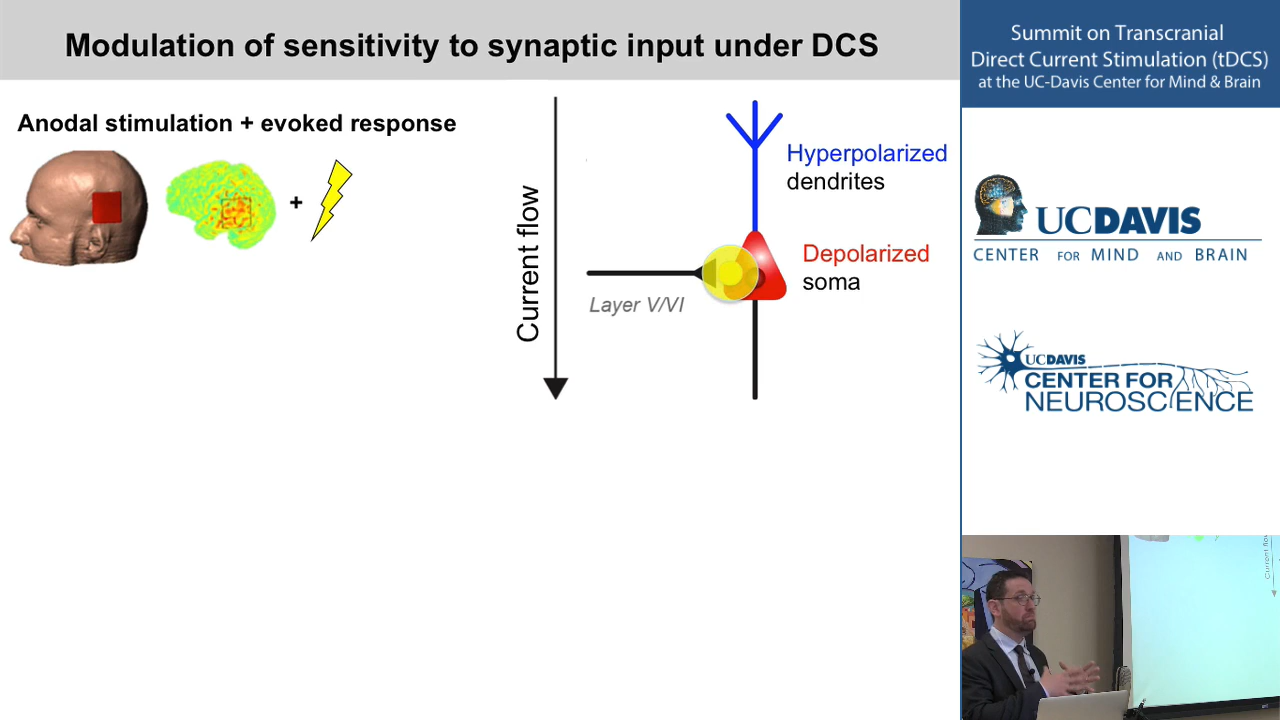 Modulation of sensitivity to synaptic input under DCS
Anodal stimulation + evoked response
+
Current flow
Hyperpolarized
dendrites
Depolarized
soma
Layer V/VI
Summit on Transcranial
Direct Current Stimulation (tDCS)
at the UC-Davis Center for Mind & Brain
UCDAVIS
CENTER FOR MIND AND BRAIN
UCDAVIS
CENTER FOR
NEUROSCIENCE
Current flow